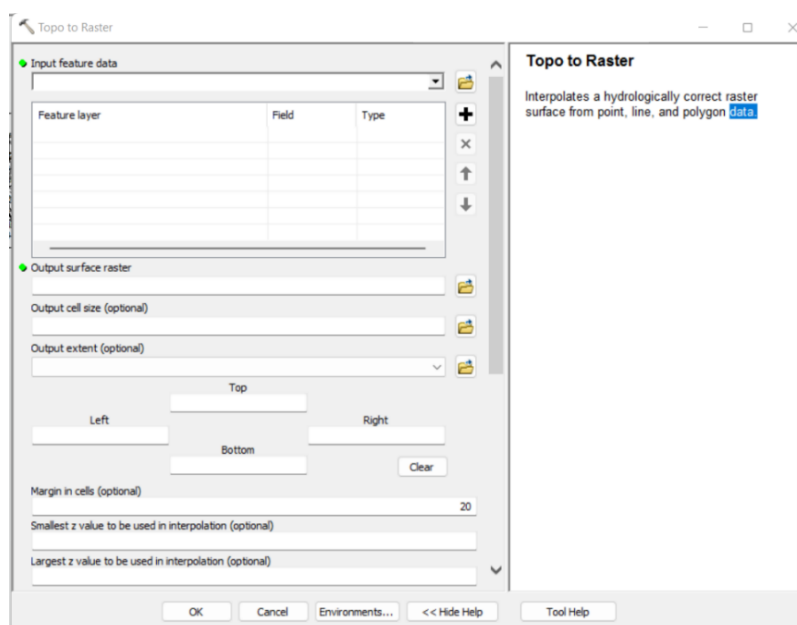 Topo to Raster
Input feature data
Feature layer Field Type
Output surface raster
Output cell size (optional)
Output extent (optional)
Top
Left Right
Bottom
Clear
Margin in cells (optional)
20
Smallest z value to be used in interpolation (optional)
Largest z value to be used in interpolation (optional)
OK Cancel Environments... << Hide Help Tool Help
Topo to Raster
Interpolates a hydrologically correct raster
surface from point, line, and polygon data.